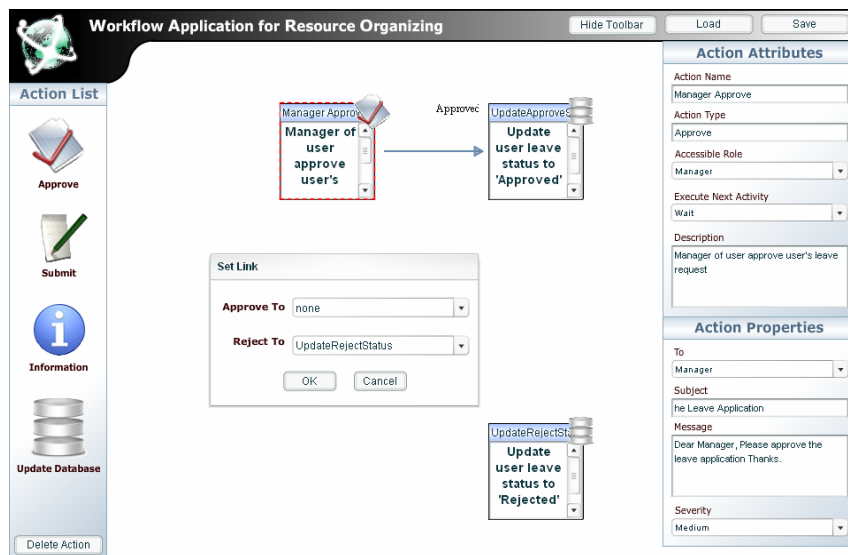 Workflow Application for Resource Organizing
Hide Toolbar
Load
Save
Action List
Approve
Submit
Information
Update Database
Delete Action
Manager Approv
Manager of
user
approve
user's
Approved
UpdateApproveS
Update
user leave
status to
'Approved'
Set Link
Approve To
none
Reject To
UpdateRejectStatus
OK
Cancel
UpdateRejectSta
Update
user leave
status to
'Rejected'
Action Attributes
Action Name
Manager Approve
Action Type
Approve
Accessible Role
Manager
Execute Next Activity
Wait
Description
Manager of user approve user's leave
request
Action Properties
To
Manager
Subject
he Leave Application
Message
Dear Manager, Please approve the
leave application Thanks.
Severity
Medium